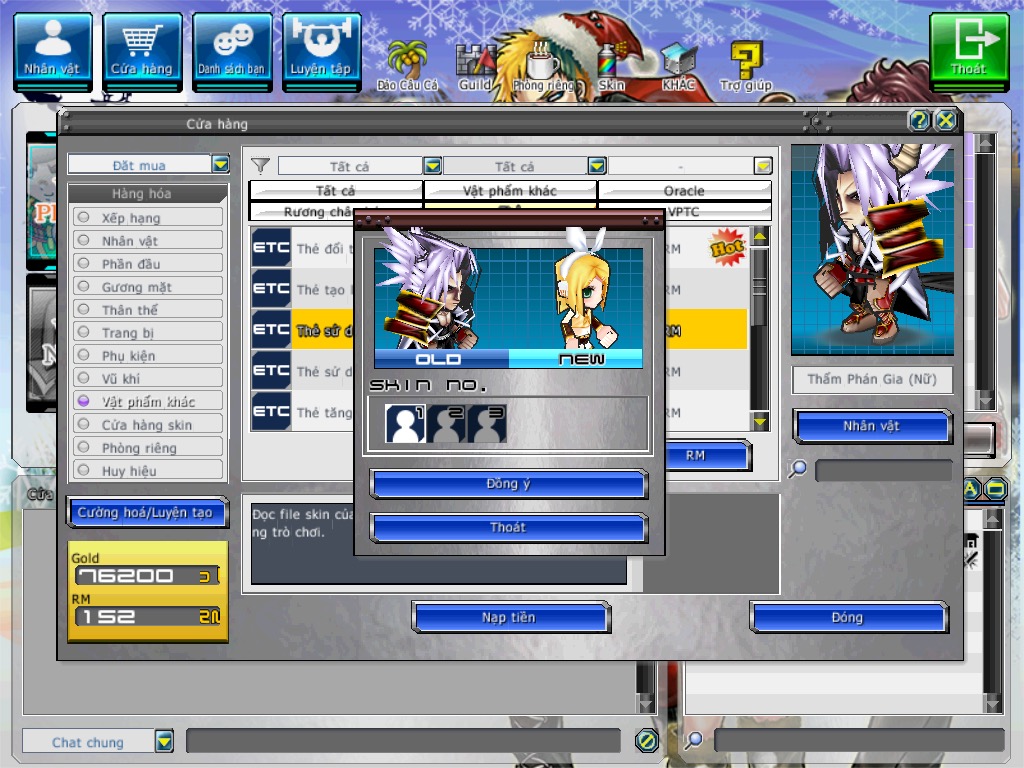 Nhân vật
Cửa hàng
Danh sách bạn
Luyện tập
Đảo Câu Cá
Guild
Phòng riêng
Skin
KHÁC
Trợ giúp
Thoát
Cửa hàng
Đặt mua
Hàng hóa
Xếp hạng
Nhân vật
Phần đầu
Gương mặt
Thân thể
Trang bị
Phụ kiện
Vũ khí
Vật phẩm khác
Cửa hàng skin
Phòng riêng
Huy hiệu
Cường hoá/Luyện tạo
Gold
76200
RM
152
Tất cả
Tất cả
-
Tất cả
Vật phẩm khác
Oracle
Rương
VPTC
ETC Thẻ đổi
RM
Hot
ETC Thẻ tạo
RM
ETC Thẻ sử
RM
ETC Thẻ sử
RM
ETC Thẻ tăng
RM
RM
OLD
NEW
SKIN NO.
1
2
3
Đồng ý
Thoát
Đọc file skin
ng trò chơi.
Nạp tiền
Đóng
Thẩm Phán Gia (Nữ)
Nhân vật
A
Chat chung